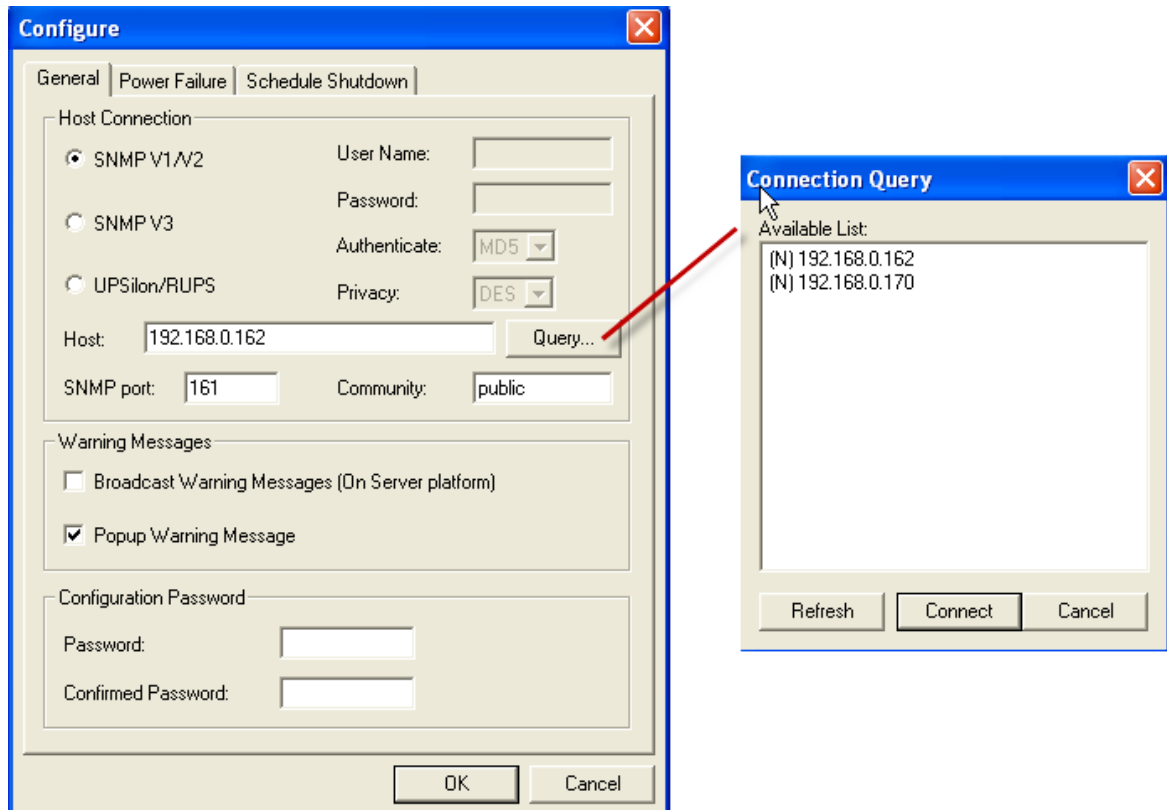 Configure
General Power Failure Schedule Shutdown
Host Connection
SNMP V1/V2 User Name:
Password:
SNMP V3
Authenticate: MD5
UPSilon/RUPS Privacy: DES
Host: 192.168.0.162 Query...
SNMP port: 161 Community: public
Warning Messages
Broadcast Warning Messages (On Server platform)
Popup Warning Message
Configuration Password
Password:
Confirmed Password:
OK Cancel
Connection Query
Available List:
(N) 192.168.0.162
(N) 192.168.0.170
Refresh Connect Cancel